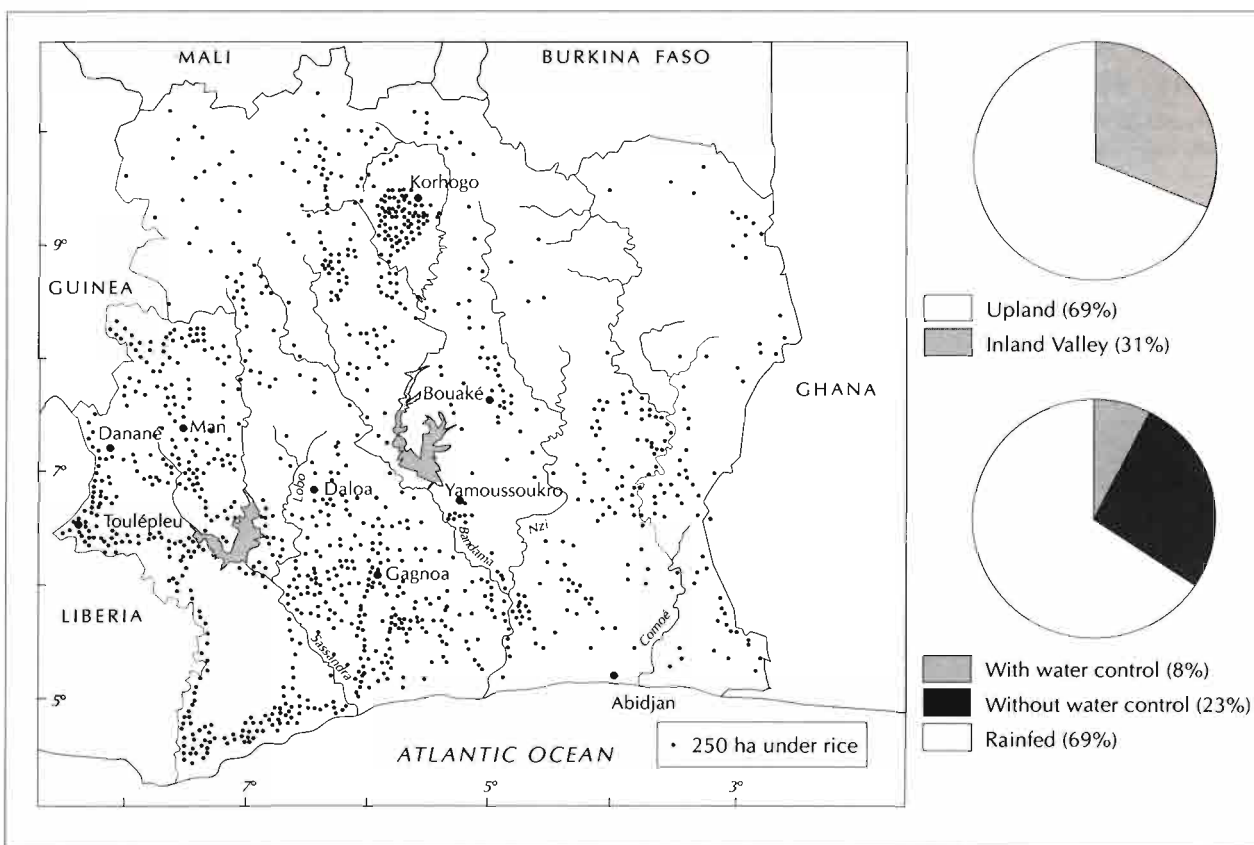 MALI
BURKINA FASO
Korhogo
9°
GUINEA
Bouaké
GHANA
Danané
Man
7°
Lobo
Daloa
Yamoussoukro
Toulépleu
Nzi
Bandama
Gagnoa
LIBERIA
Sassandra
Comoé
5°
Abidjan
ATLANTIC OCEAN
250 ha under rice
7°
5°
3°
Upland (69%)
Inland Valley (31%)
With water control (8%)
Without water control (23%)
Rainfed (69%)